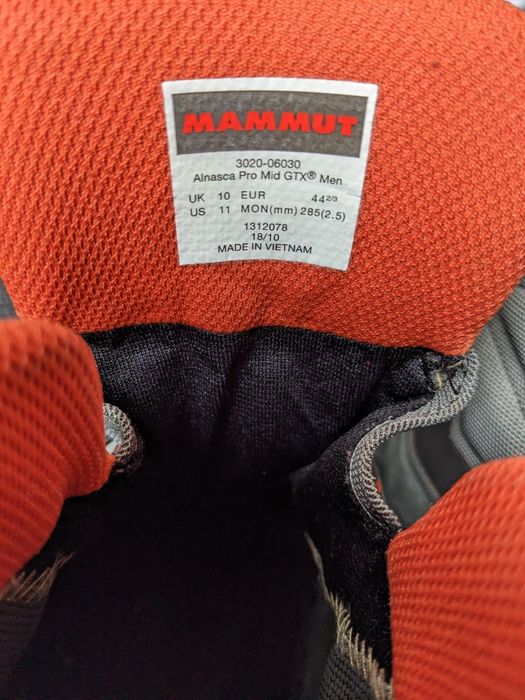 MAMMUT
3020-06030
Alnasca Pro Mid GTX® Men
UK 10 EUR 44 2/3
US 11 MON(mm) 285(2.5)
1312078
18/10
MADE IN VIETNAM